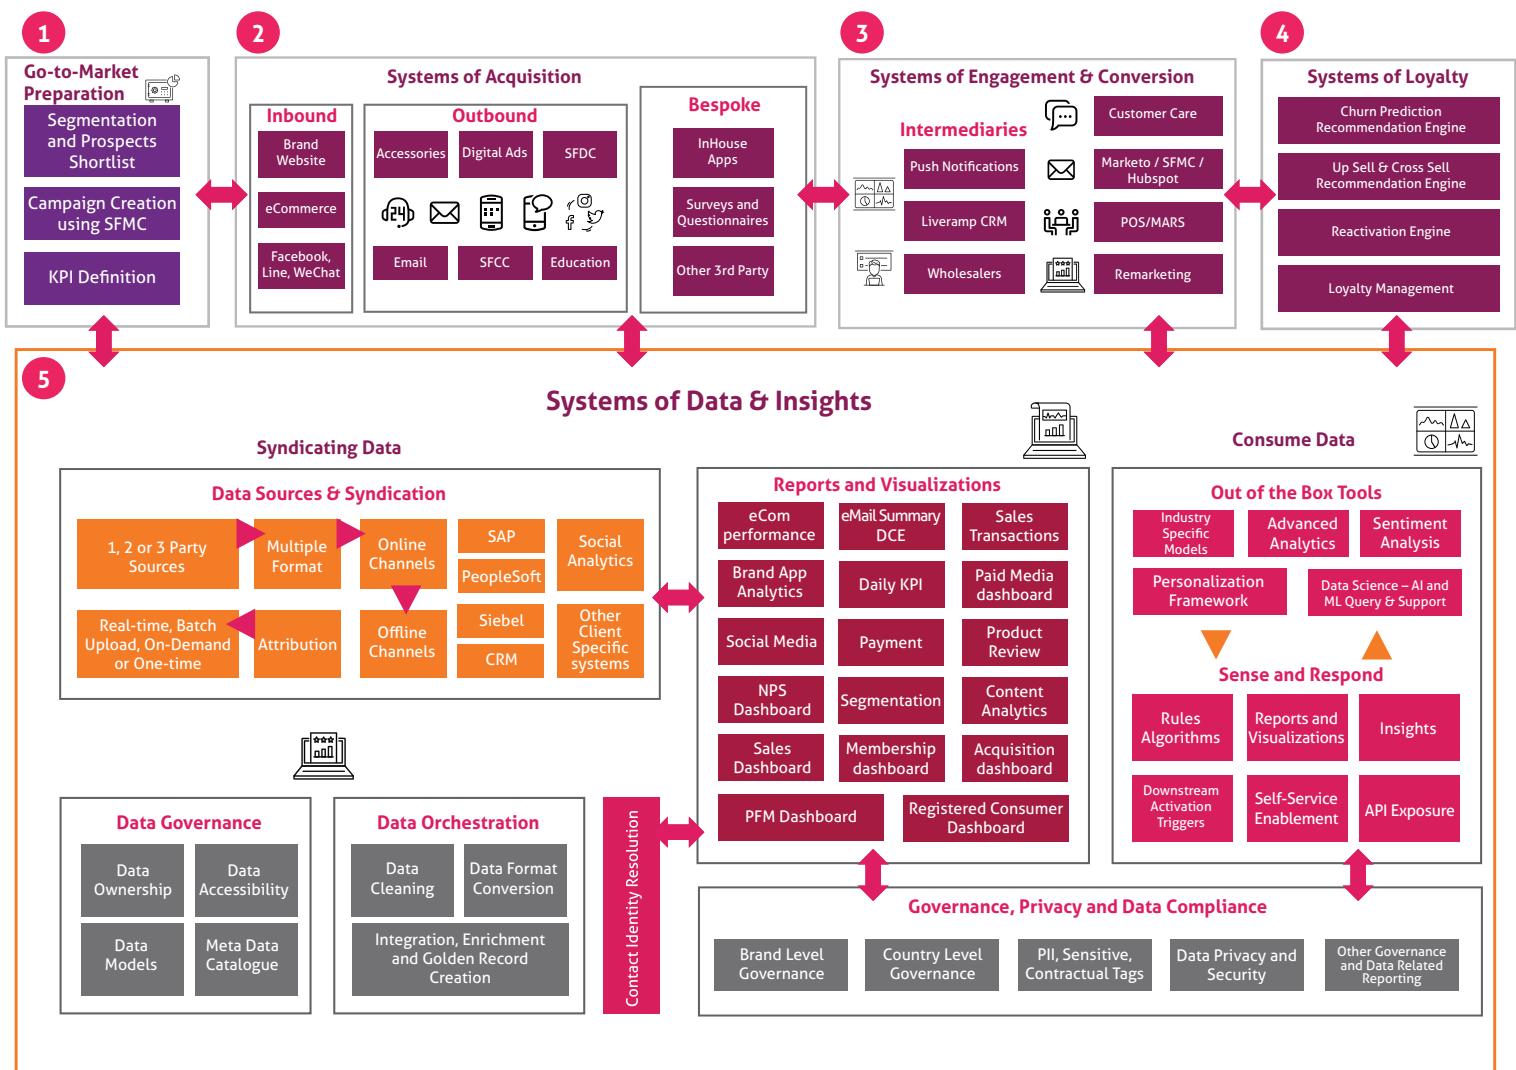 1
2
3
4
Go-to-Market
Preparation
Segmentation
and Prospects
Shortlist
Campaign Creation
using SFMC
KPI Definition
Systems of Acquisition
Inbound
Brand
Website
eCommerce
Facebook,
Line, WeChat
Outbound
Accessories
Digital Ads
SFDC
24
Email
SFCC
Education
Bespoke
InHouse
Apps
Surveys and
Questionnaires
Other 3rd Party
Systems of Engagement & Conversion
Intermediaries
Push Notifications
Liveramp CRM
Wholesalers
Customer Care
Marketo / SFMC /
Hubspot
POS/MARS
Remarketing
Systems of Loyalty
Churn Prediction
Recommendation Engine
Up Sell & Cross Sell
Recommendation Engine
Reactivation Engine
Loyalty Management
5
Systems of Data & Insights
Syndicating Data
Data Sources & Syndication
1, 2 or 3 Party
Sources
Multiple
Format
Online
Channels
SAP
PeopleSoft
Social
Analytics
Real-time, Batch
Upload, On-Demand
or One-time
Attribution
Offline
Channels
Siebel
CRM
Other
Client
Specific
systems
Reports and Visualizations
eCom
performance
eMail Summary
DCE
Sales
Transactions
Brand App
Analytics
Daily KPI
Paid Media
dashboard
Social Media
Payment
Product
Review
NPS
Dashboard
Segmentation
Content
Analytics
Sales
Dashboard
Membership
dashboard
Acquisition
dashboard
PFM Dashboard
Registered Consumer
Dashboard
Consume Data
Out of the Box Tools
Industry
Specific
Models
Advanced
Analytics
Sentiment
Analysis
Personalization
Framework
Data Science – AI and
ML Query & Support
Sense and Respond
Rules
Algorithms
Reports and
Visualizations
Insights
Downstream
Activation
Triggers
Self-Service
Enablement
API Exposure
Data Governance
Data
Ownership
Data
Accessibility
Data
Models
Meta Data
Catalogue
Data Orchestration
Data
Cleaning
Data Format
Conversion
Integration, Enrichment
and Golden Record
Creation
Contact Identity Resolution
Governance, Privacy and Data Compliance
Brand Level
Governance
Country Level
Governance
PII, Sensitive,
Contractual Tags
Data Privacy and
Security
Other Governance
and Data Related
Reporting